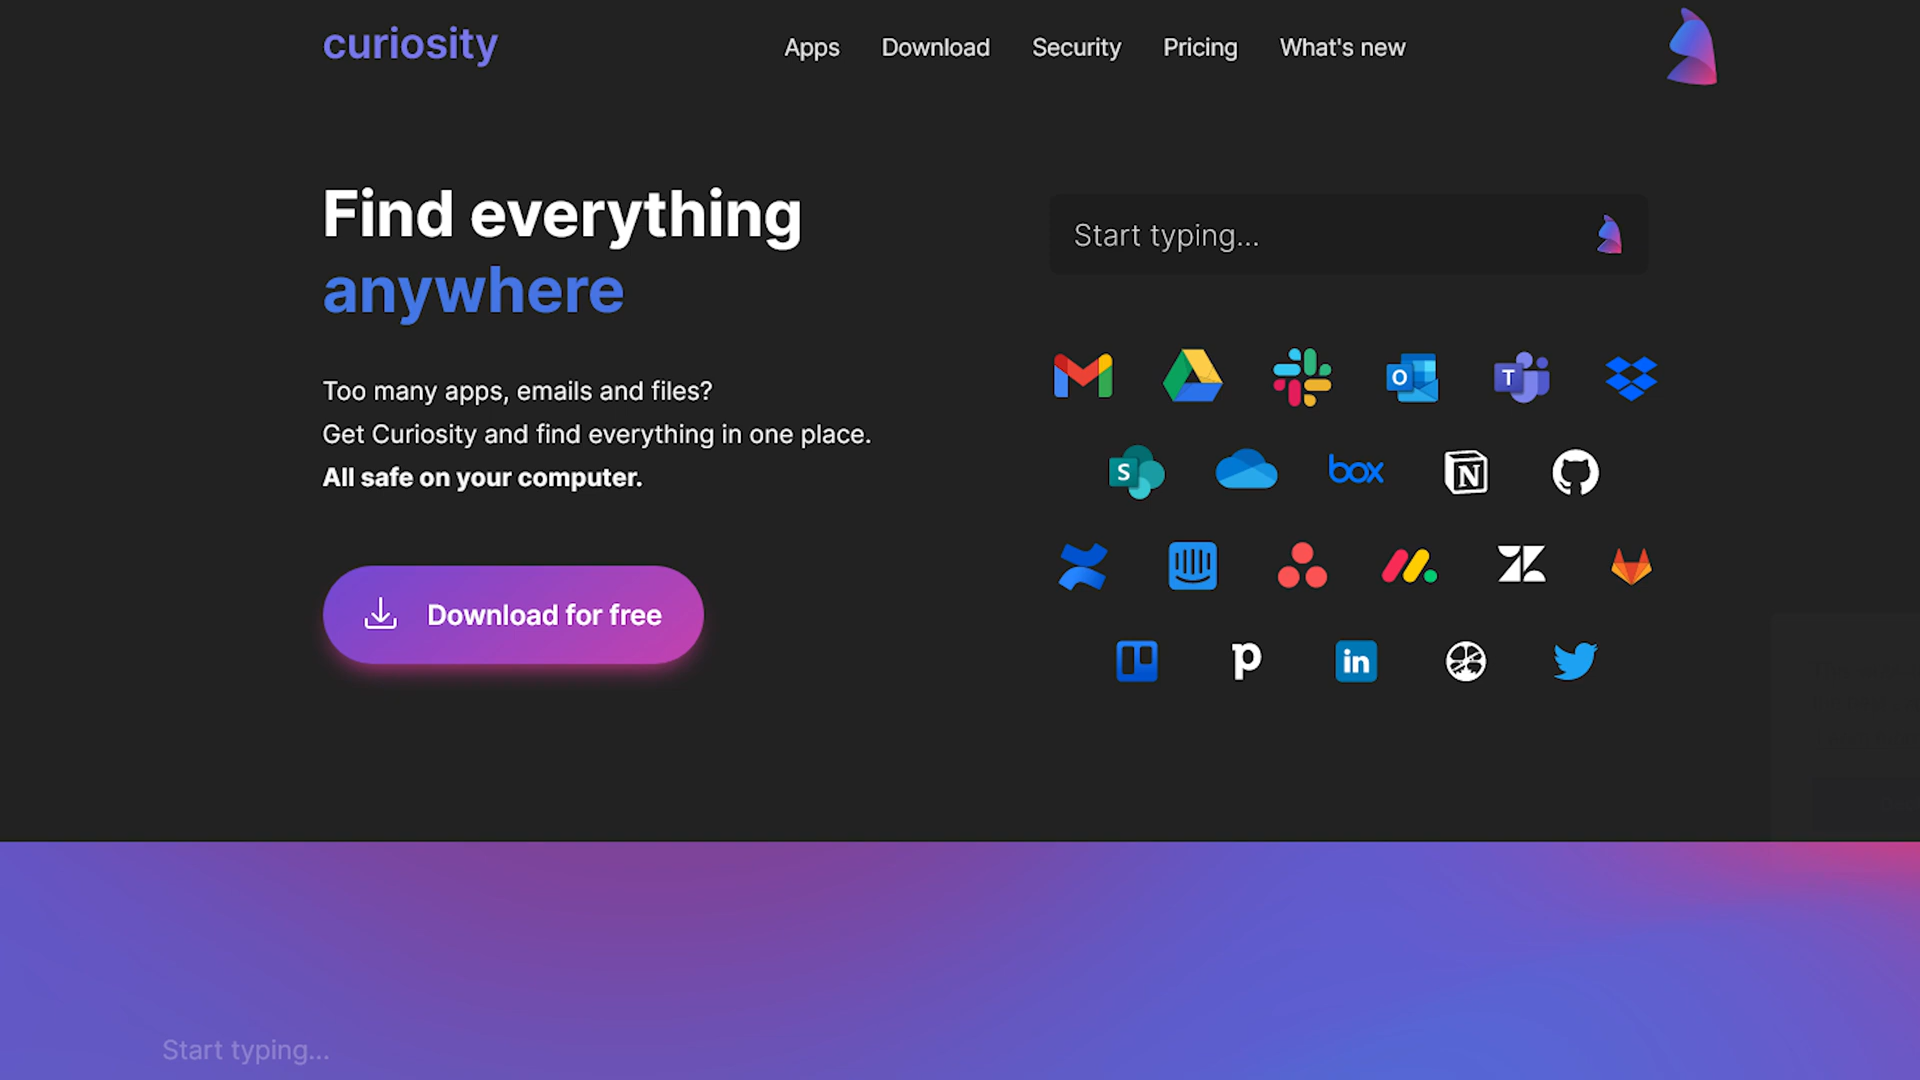 curiosity
Apps
Download
Security
Pricing
What's new
Find everything
anywhere
Too many apps, emails and files?
Get Curiosity and find everything in one place.
All safe on your computer.
Download for free
Start typing...
O
T
S
box
N
p
in
Start typing...